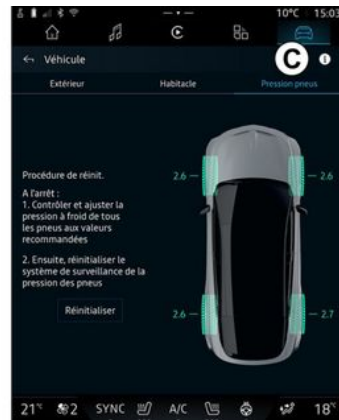 10°C 15:03
C
Véhicule
Extérieur Habitacle Pression pneus
Procédure de réinit.
A l'arrêt :
1. Contrôler et ajuster la
pression à froid de tous
les pneus aux valeurs
recommandées
2. Ensuite, réinitialiser le
système de surveillance de la
pression des pneus
Réinitialiser
2.6 2.6
2.6 2.7
21°C 2 SYNC A/C 18°C